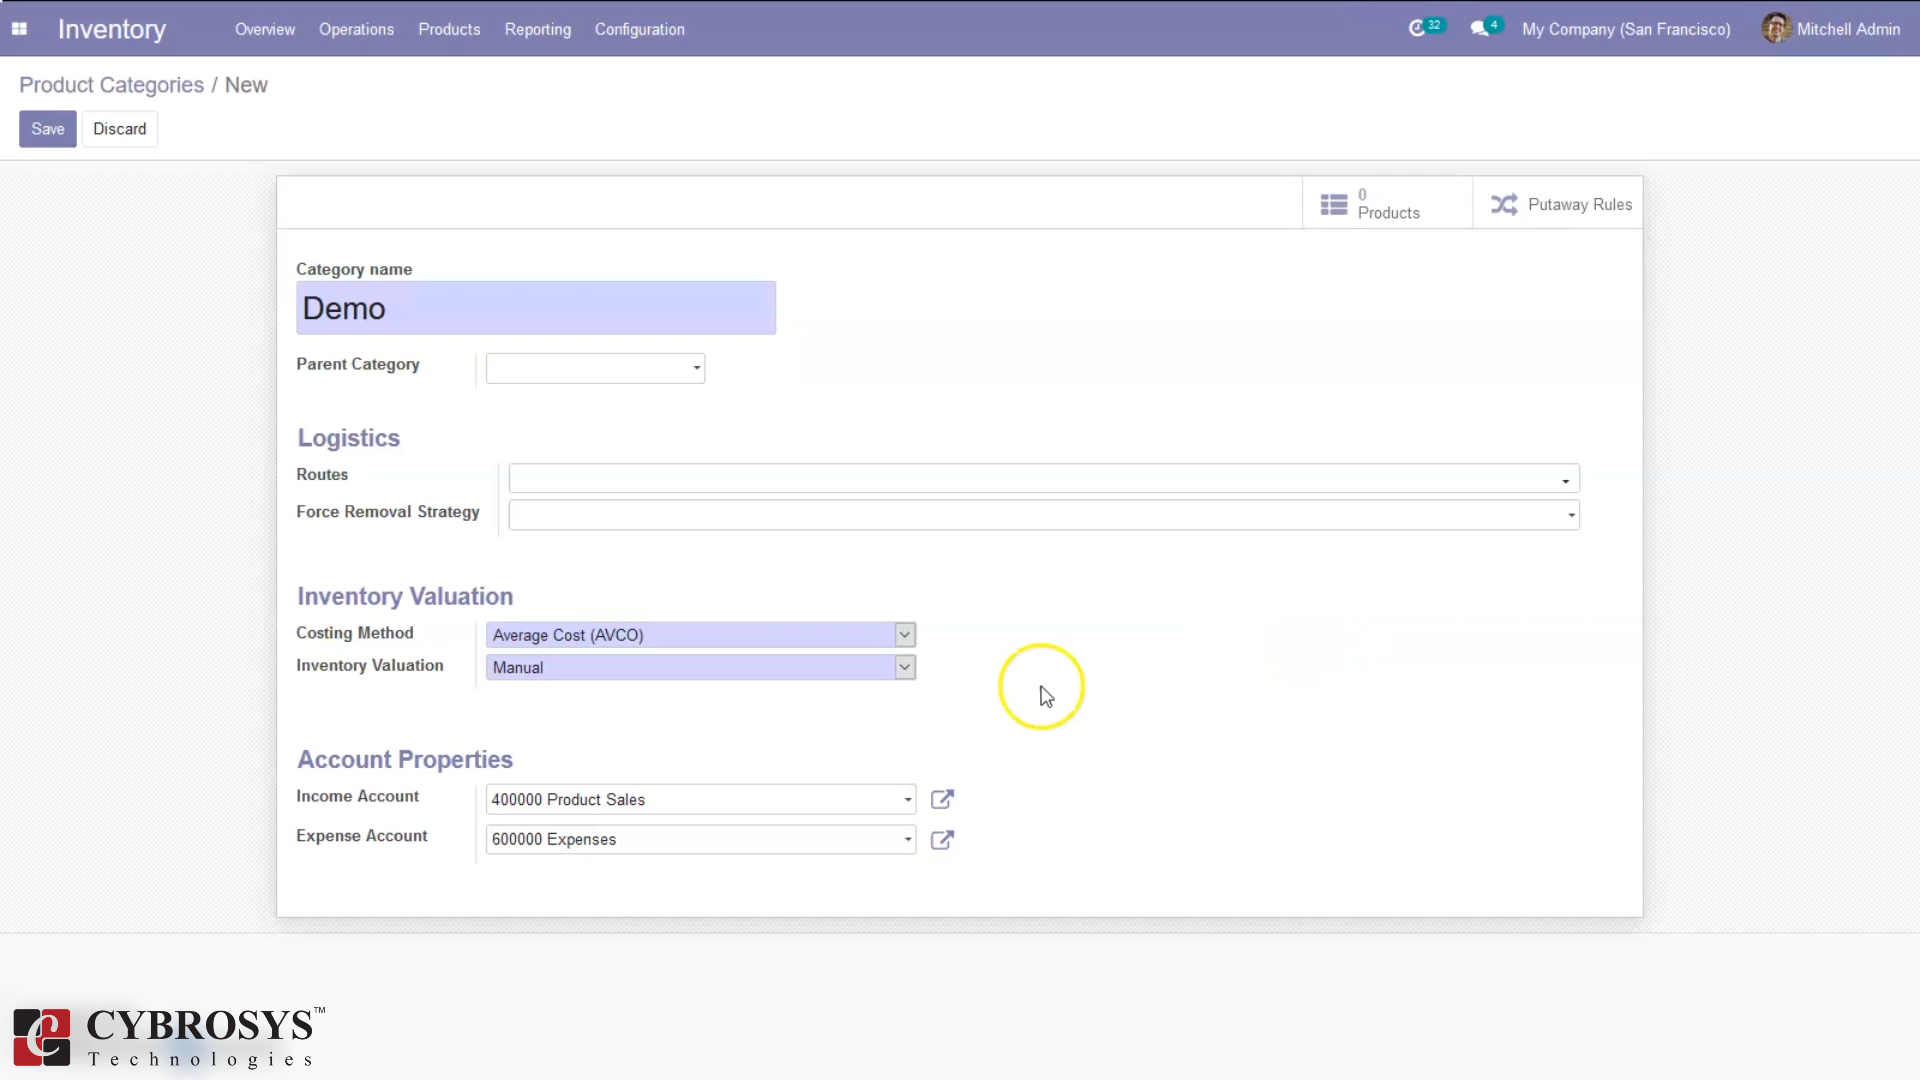 Inventory Overview Operations Products Reporting Configuration 32 4 My Company (San Francisco) Mitchell Admin
Product Categories / New
Save Discard
0
Products
Putaway Rules
Category name
Demo
Parent Category
Logistics
Routes
Force Removal Strategy
Inventory Valuation
Costing Method Average Cost (AVCO)
Inventory Valuation Manual
Account Properties
Income Account 400000 Product Sales
Expense Account 600000 Expenses
CYBROSYS™
Technologies